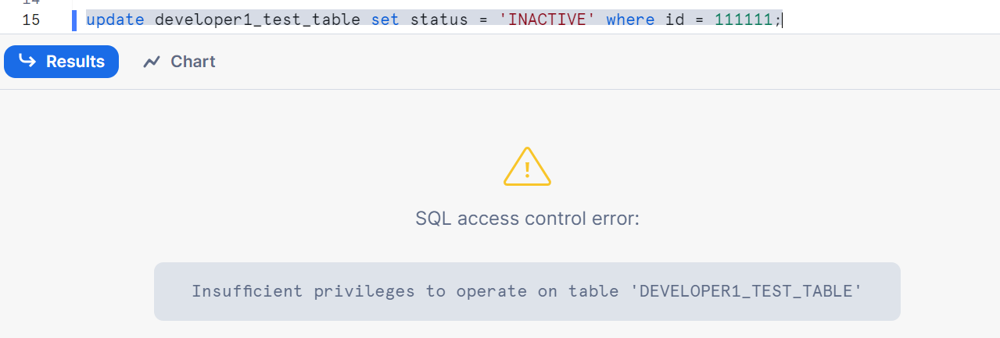 15 update developer1_test_table set status = 'INACTIVE' where id = 111111;
Results Chart
SQL access control error:
Insufficient privileges to operate on table 'DEVELOPER1_TEST_TABLE'